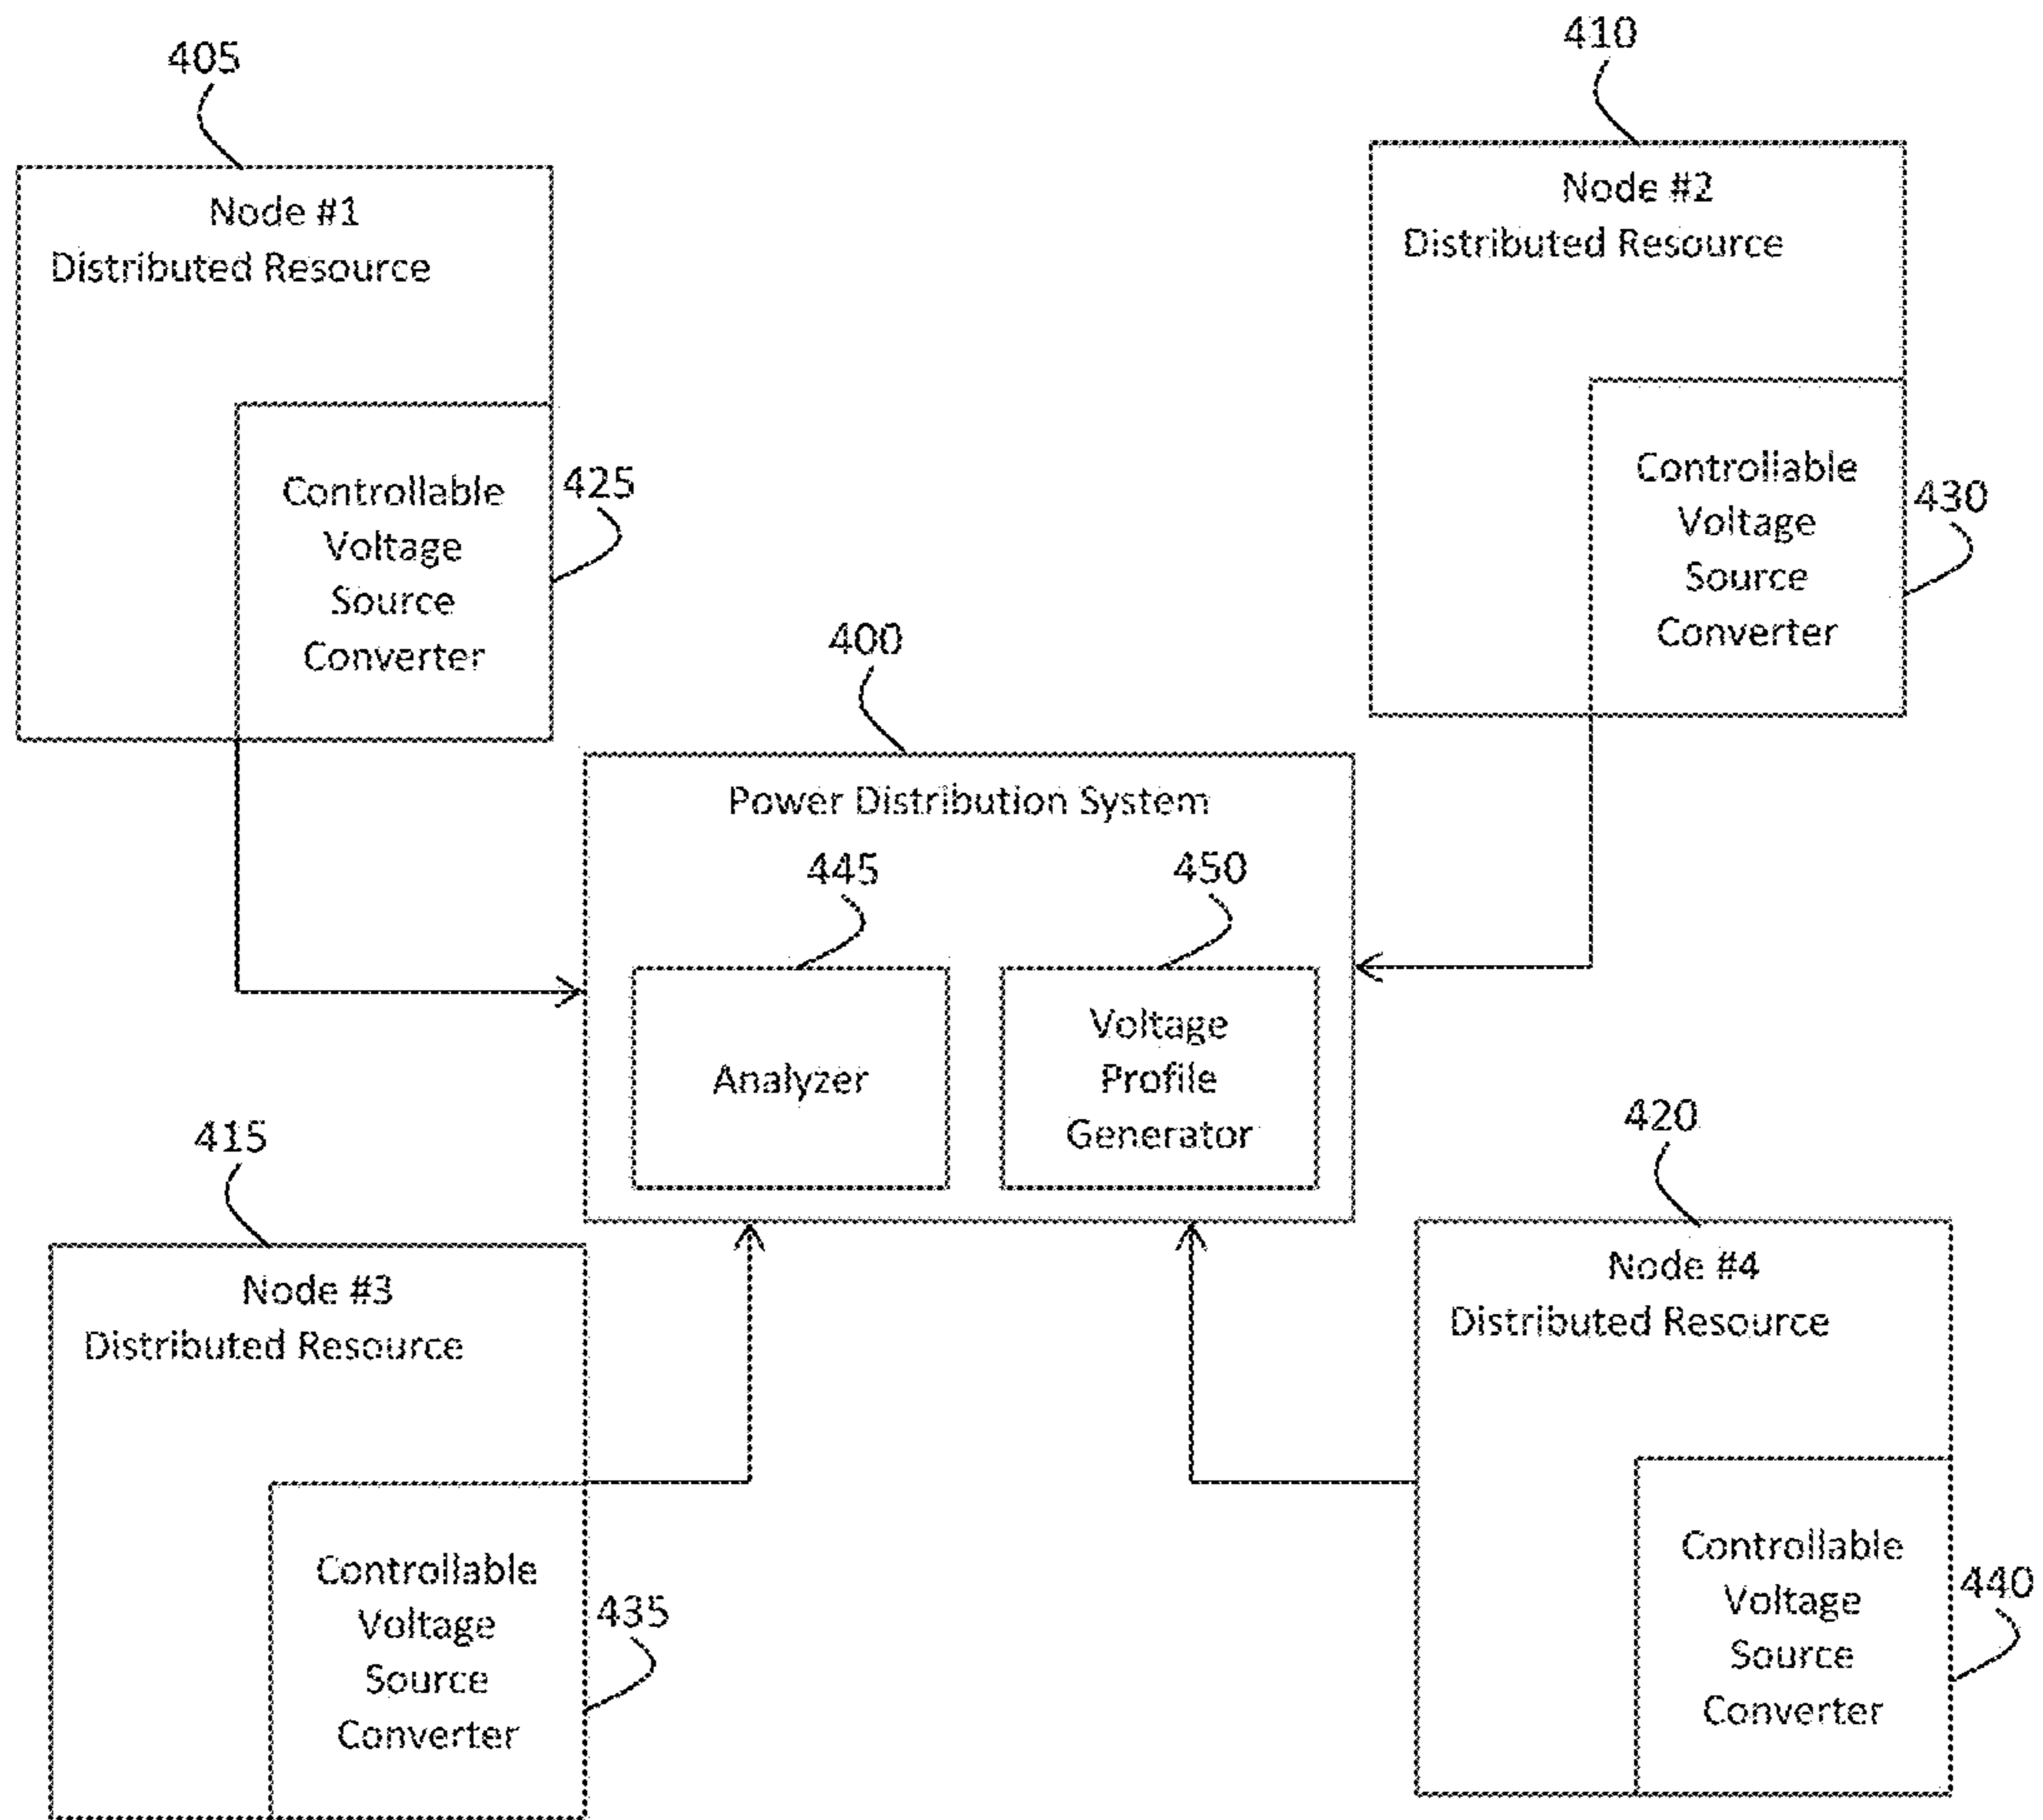 405
Node #1
Distributed Resource
Controllable
Voltage
Source
Converter
425
410
Node #2
Distributed Resource
Controllable
Voltage
Source
Converter
430
400
Power Distribution System
445
Analyzer
450
Voltage
Profile
Generator
415
Node #3
Distributed Resource
Controllable
Voltage
Source
Converter
435
420
Node #4
Distributed Resource
Controllable
Voltage
Source
Converter
440